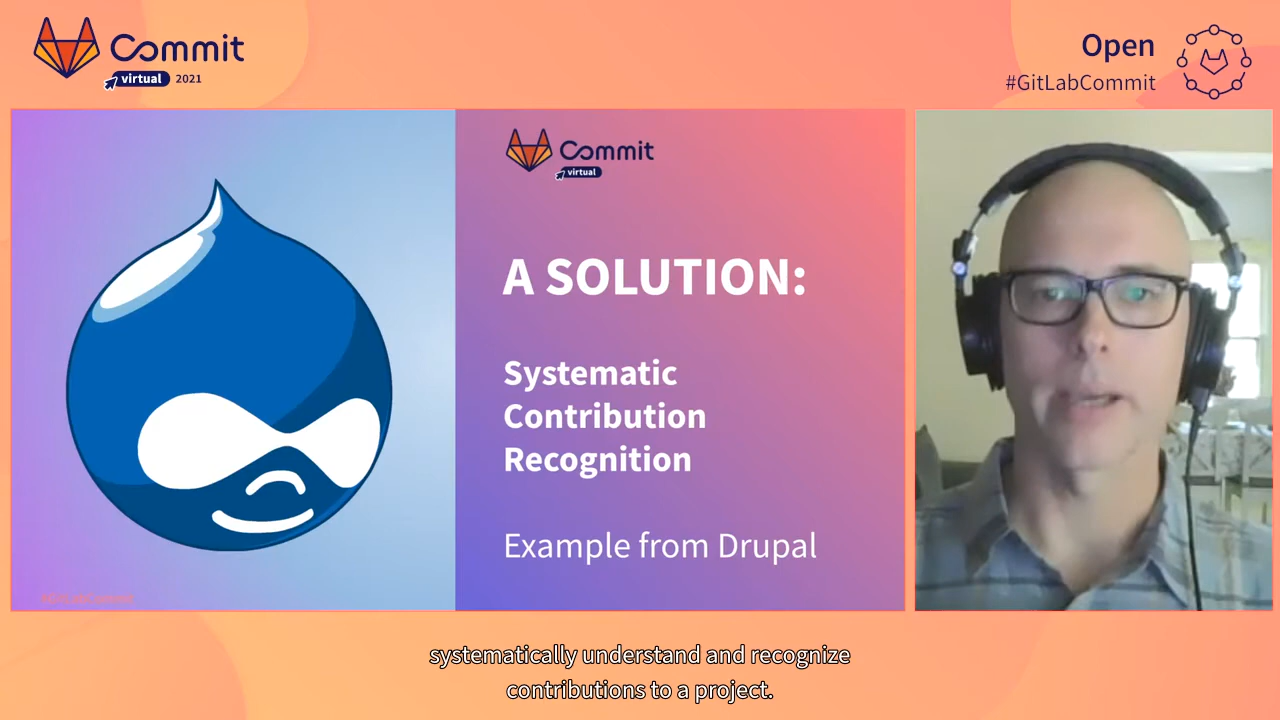 Commit
virtual 2021
Open
#GitLabCommit
Commit
virtual
A SOLUTION:
Systematic
Contribution
Recognition
Example from Drupal
#GitLabCommit
systematically understand and recognize
contributions to a project.